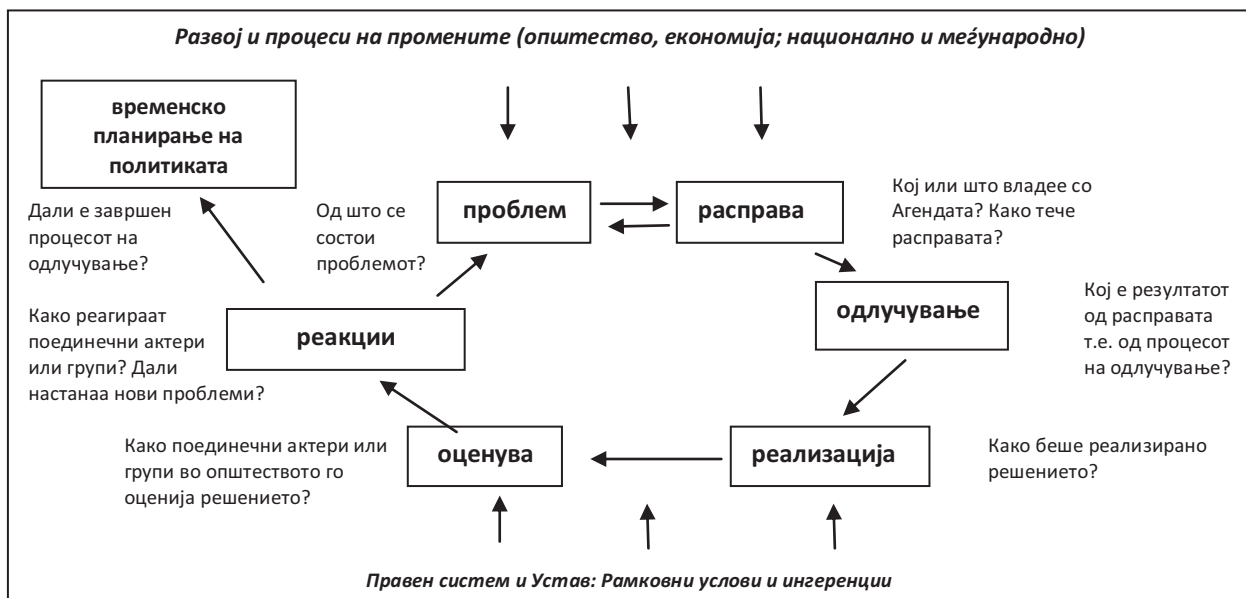 Развој и процеси на промените (општество, економија; национално и меѓународно)
временско
планирање на
политиката
Дали е завршен
процесот на
одлучување?
Од што се
состои
проблемот?
проблем
расправа
Кој или што владее со
Агендата? Како тече
расправата?
Како реагираат
поединечни актери
или групи? Дали
настанаа нови проблеми?
реакции
одлучување
Кој е резултатот
од расправата
т.е. од процесот
на одлучување?
Како поединечни актери или
групи во општеството го
оценија решението?
оценува
реализација
Како беше реализирано
решението?
Правен систем и Устав: Рамковни услови и ингеренции